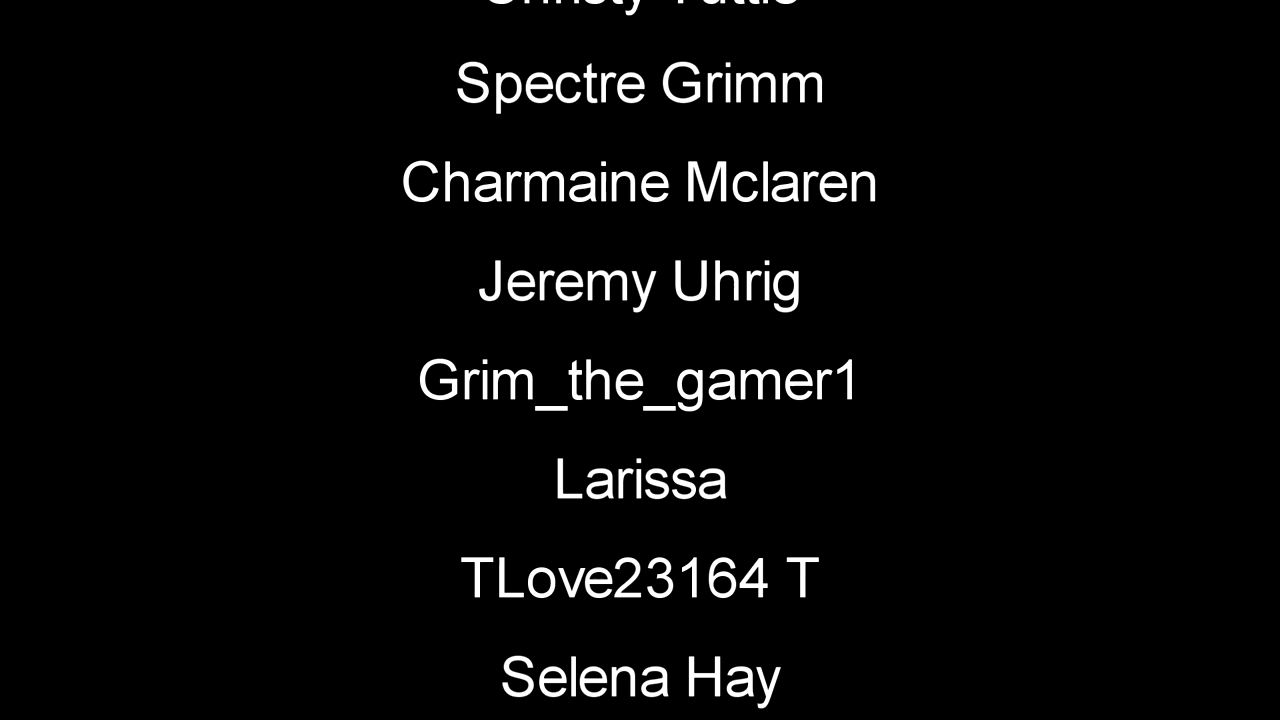 Spectre Grimm
Charmaine Mclaren
Jeremy Uhrig
Grim_the_gamer1
Larissa
TLove23164 T
Selena Hay